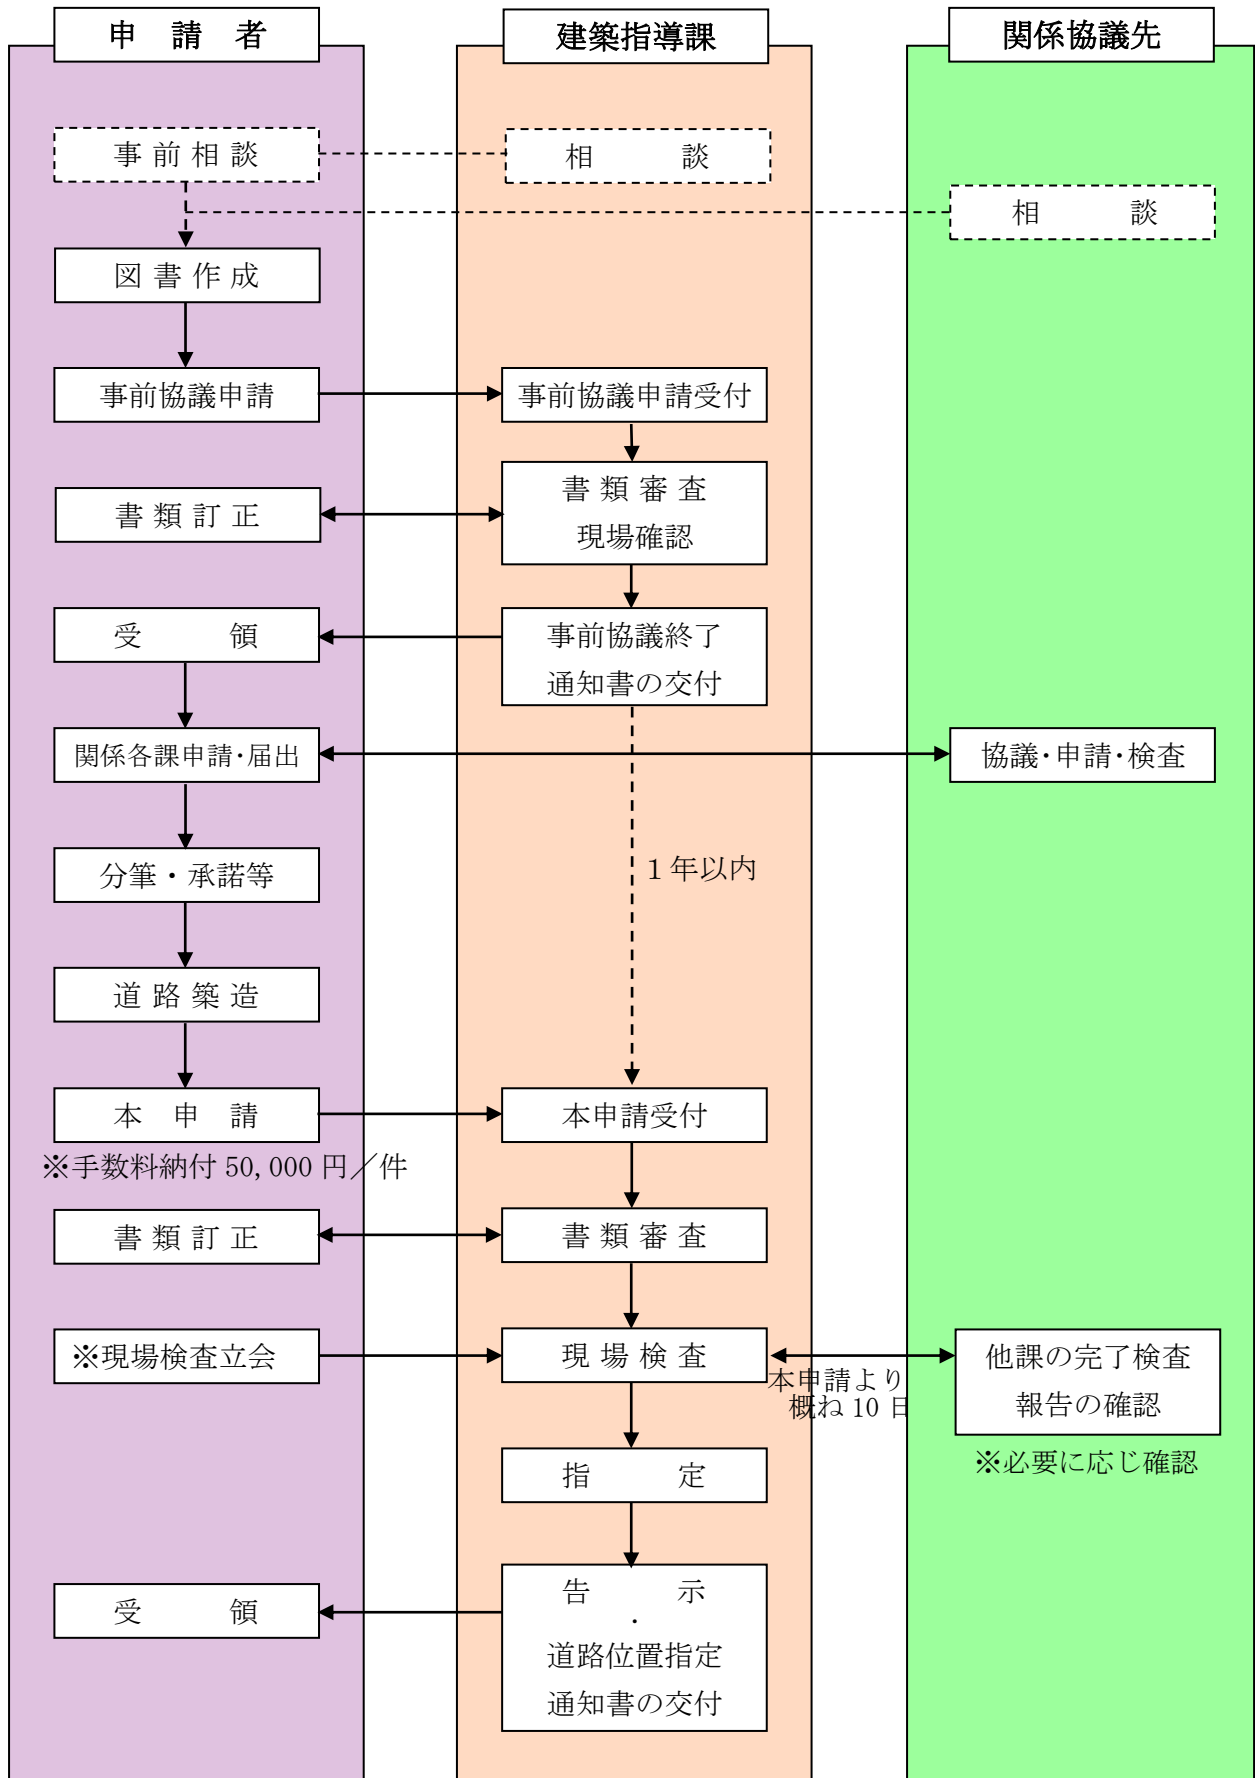 申請者
建築指導課
関係協議先
事前相談
相談
相談
図書作成
事前協議申請
事前協議申請受付
書類審査
現場確認
書類訂正
受領
事前協議終了
通知書の交付
関係各課申請･届出
協議･申請･検査
分筆・承諾等
1年以内
道路築造
本申請
本申請受付
※手数料納付 50,000 円／件
書類訂正
書類審査
※現場検査立会
現場検査
他課の完了検査
報告の確認
本申請より
概ね 10 日
※必要に応じ確認
指定
受領
告示
・
道路位置指定
通知書の交付